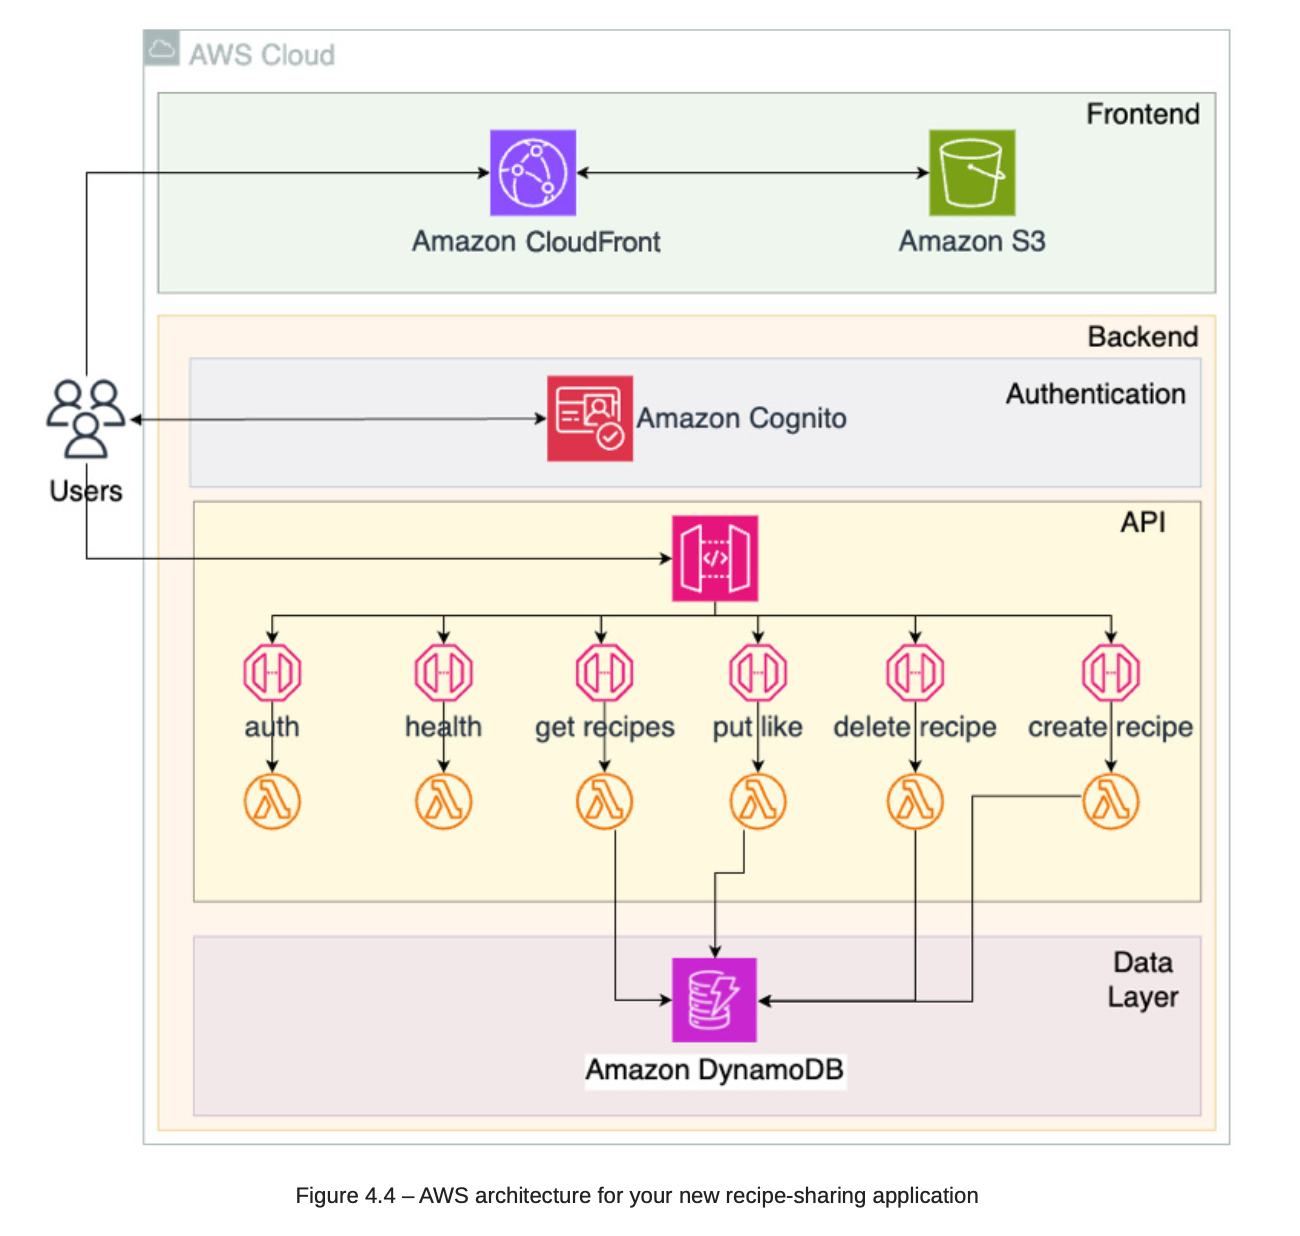 AWS Cloud
Frontend
Amazon CloudFront
Amazon S3
Backend
Authentication
Amazon Cognito
Users
API
</>
auth
health
get recipes
put like
delete recipe
create recipe
Data
Layer
Amazon DynamoDB
Figure 4.4 – AWS architecture for your new recipe-sharing application